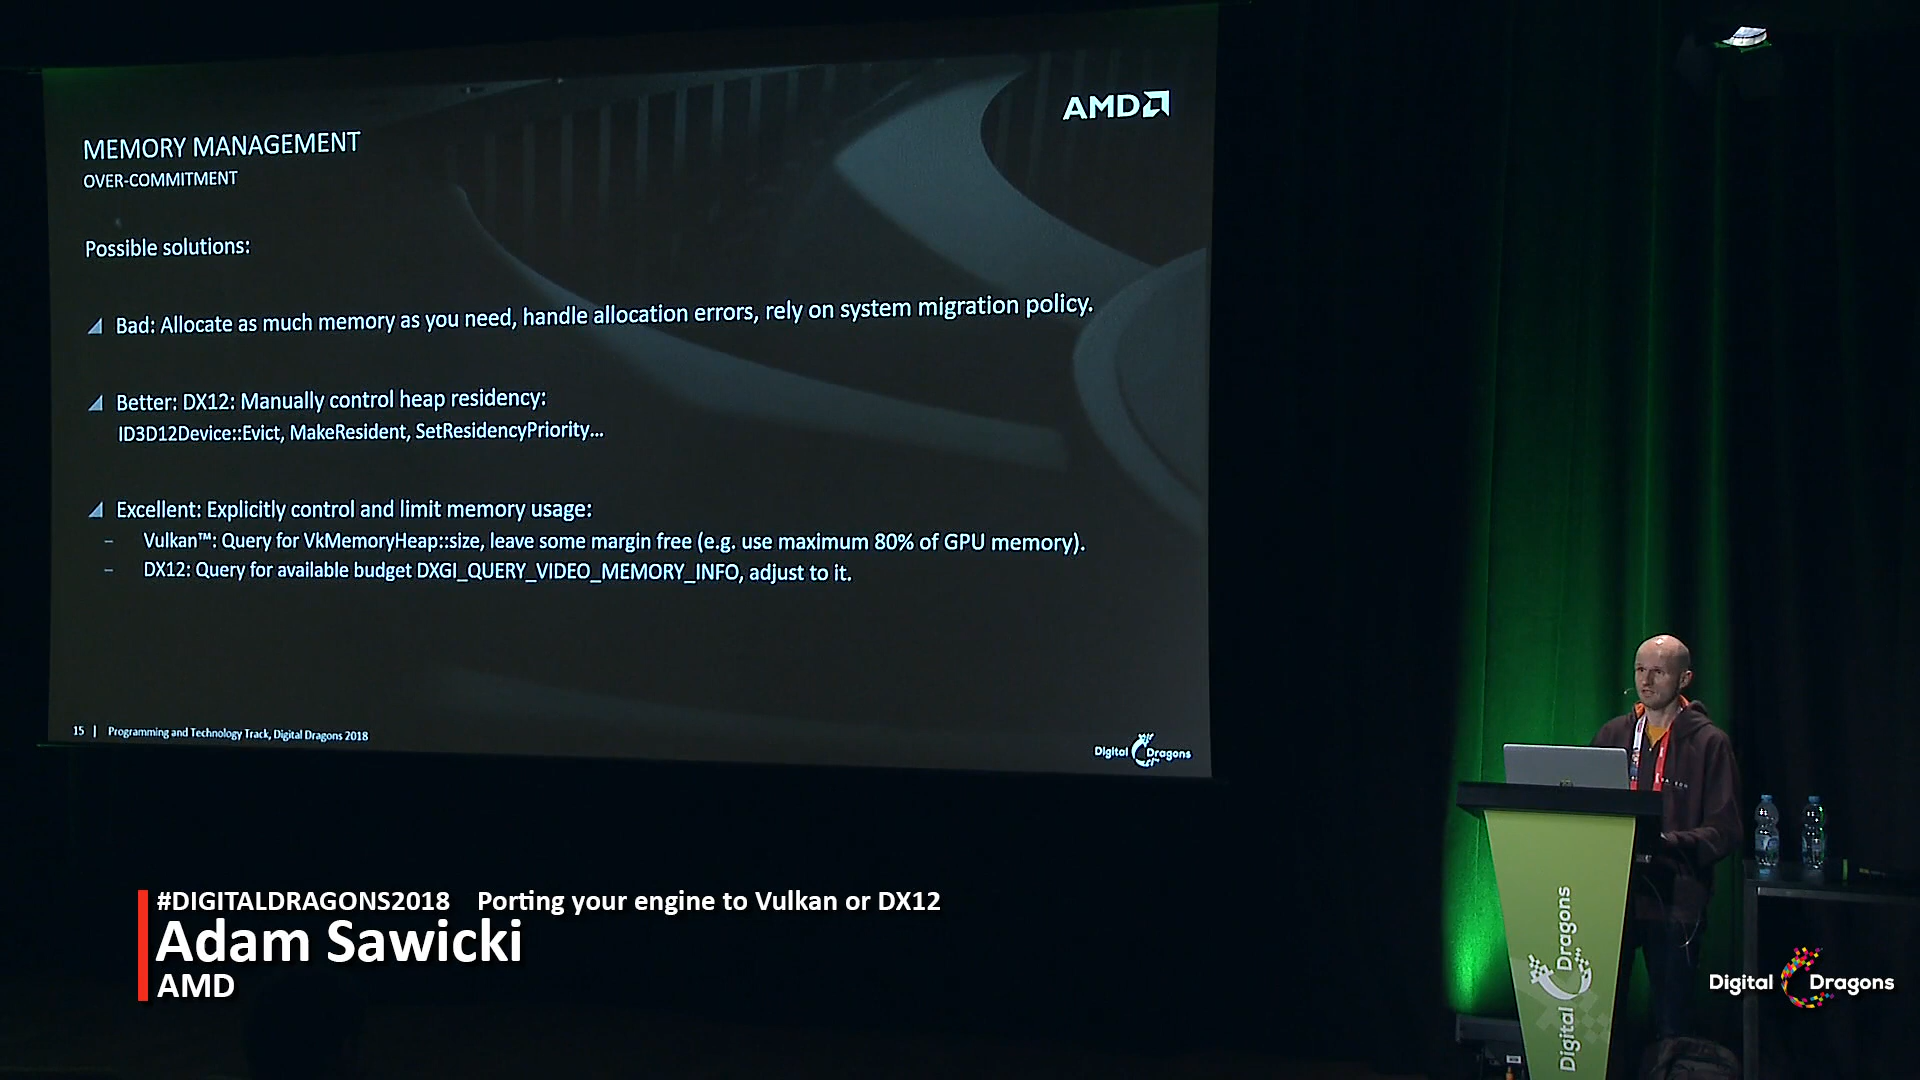 AMD
MEMORY MANAGEMENT
OVER-COMMITMENT
Possible solutions:
Bad: Allocate as much memory as you need, handle allocation errors, rely on system migration policy.
Better: DX12: Manually control heap residency:
ID3D12Device::Evict, MakeResident, SetResidencyPriority...
Excellent: Explicitly control and limit memory usage:
– Vulkan™: Query for VkMemoryHeap::size, leave some margin free (e.g. use maximum 80% of GPU memory).
– DX12: Query for available budget DXGI_QUERY_VIDEO_MEMORY_INFO, adjust to it.
15 | Programming and Technology Track, Digital Dragons 2018
Digital Dragons
#DIGITALDRAGONS2018 Porting your engine to Vulkan or DX12
Adam Sawicki
AMD
Digital Dragons
Digital Dragons